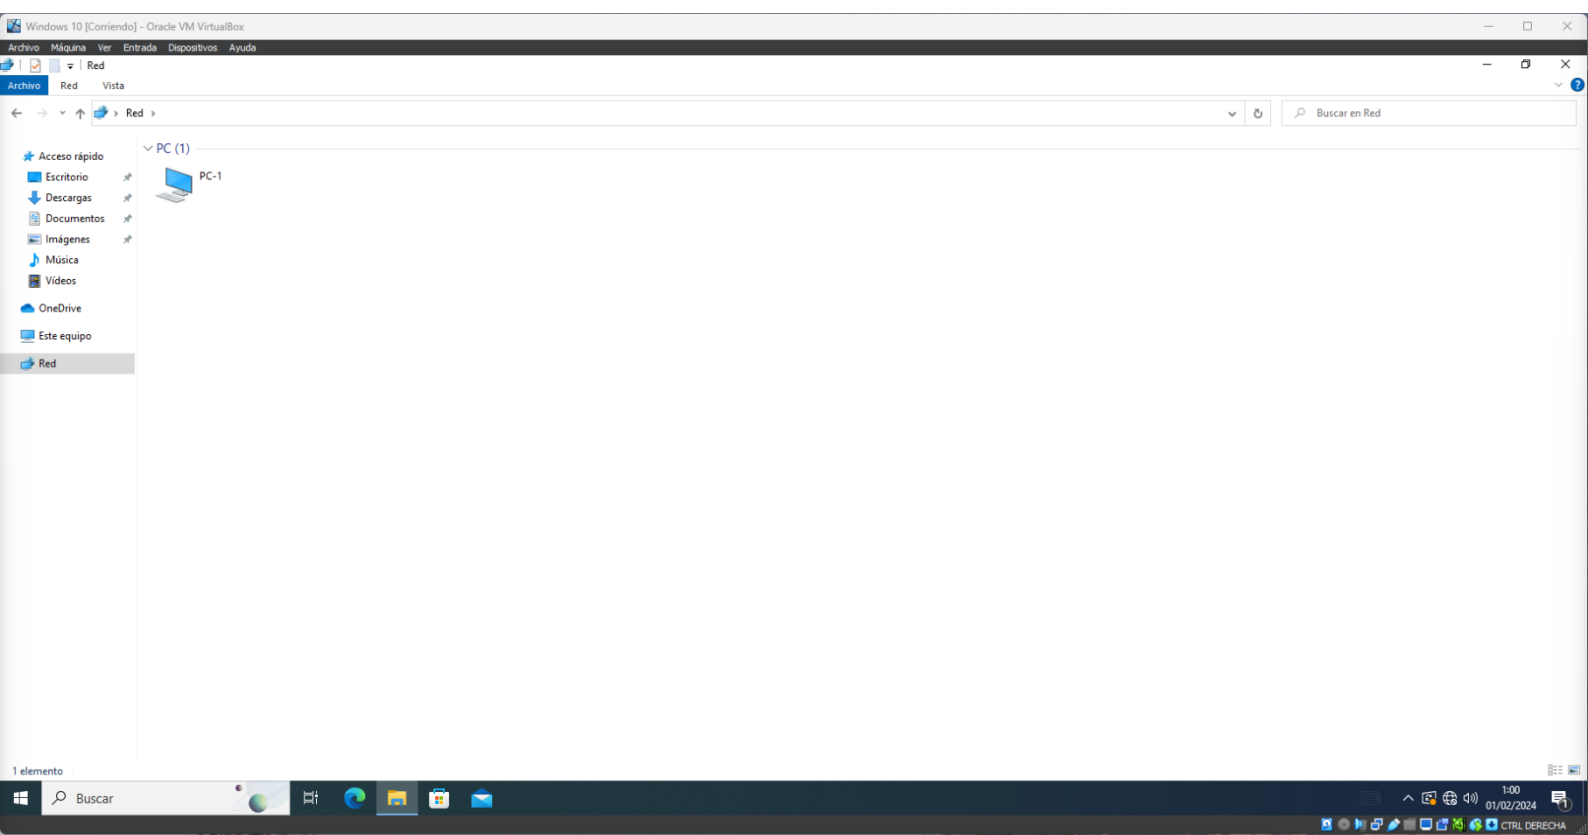 Windows 10 [Corriendo] - Oracle VM VirtualBox
Archivo Máquina Ver Entrada Dispositivos Ayuda
Red
Archivo Red Vista
Red
Buscar en Red
PC (1)
PC-1
Acceso rápido
Escritorio
Descargas
Documentos
Imágenes
Música
Vídeos
OneDrive
Este equipo
Red
1 elemento
Buscar
1:00
01/02/2024
1
CTRL DERECHA